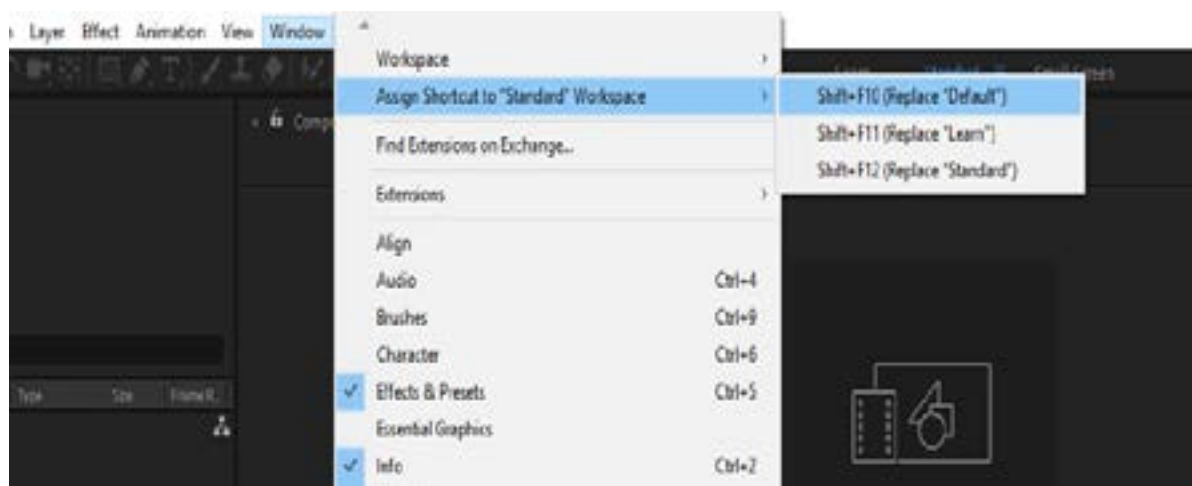 Layer Effect Animation View Window
Workspace
Assign Shortcut to "Standard" Workspace
Shift+F10 (Replace "Default")
Shift+F11 (Replace "Learn")
Shift+F12 (Replace "Standard")
Find Extensions on Exchange...
Extensions
Align
Audio Ctrl+4
Brushes Ctrl+9
Character Ctrl+6
Effects & Presets Ctrl+5
Essential Graphics
Info Ctrl+2
Type Size Frame R..